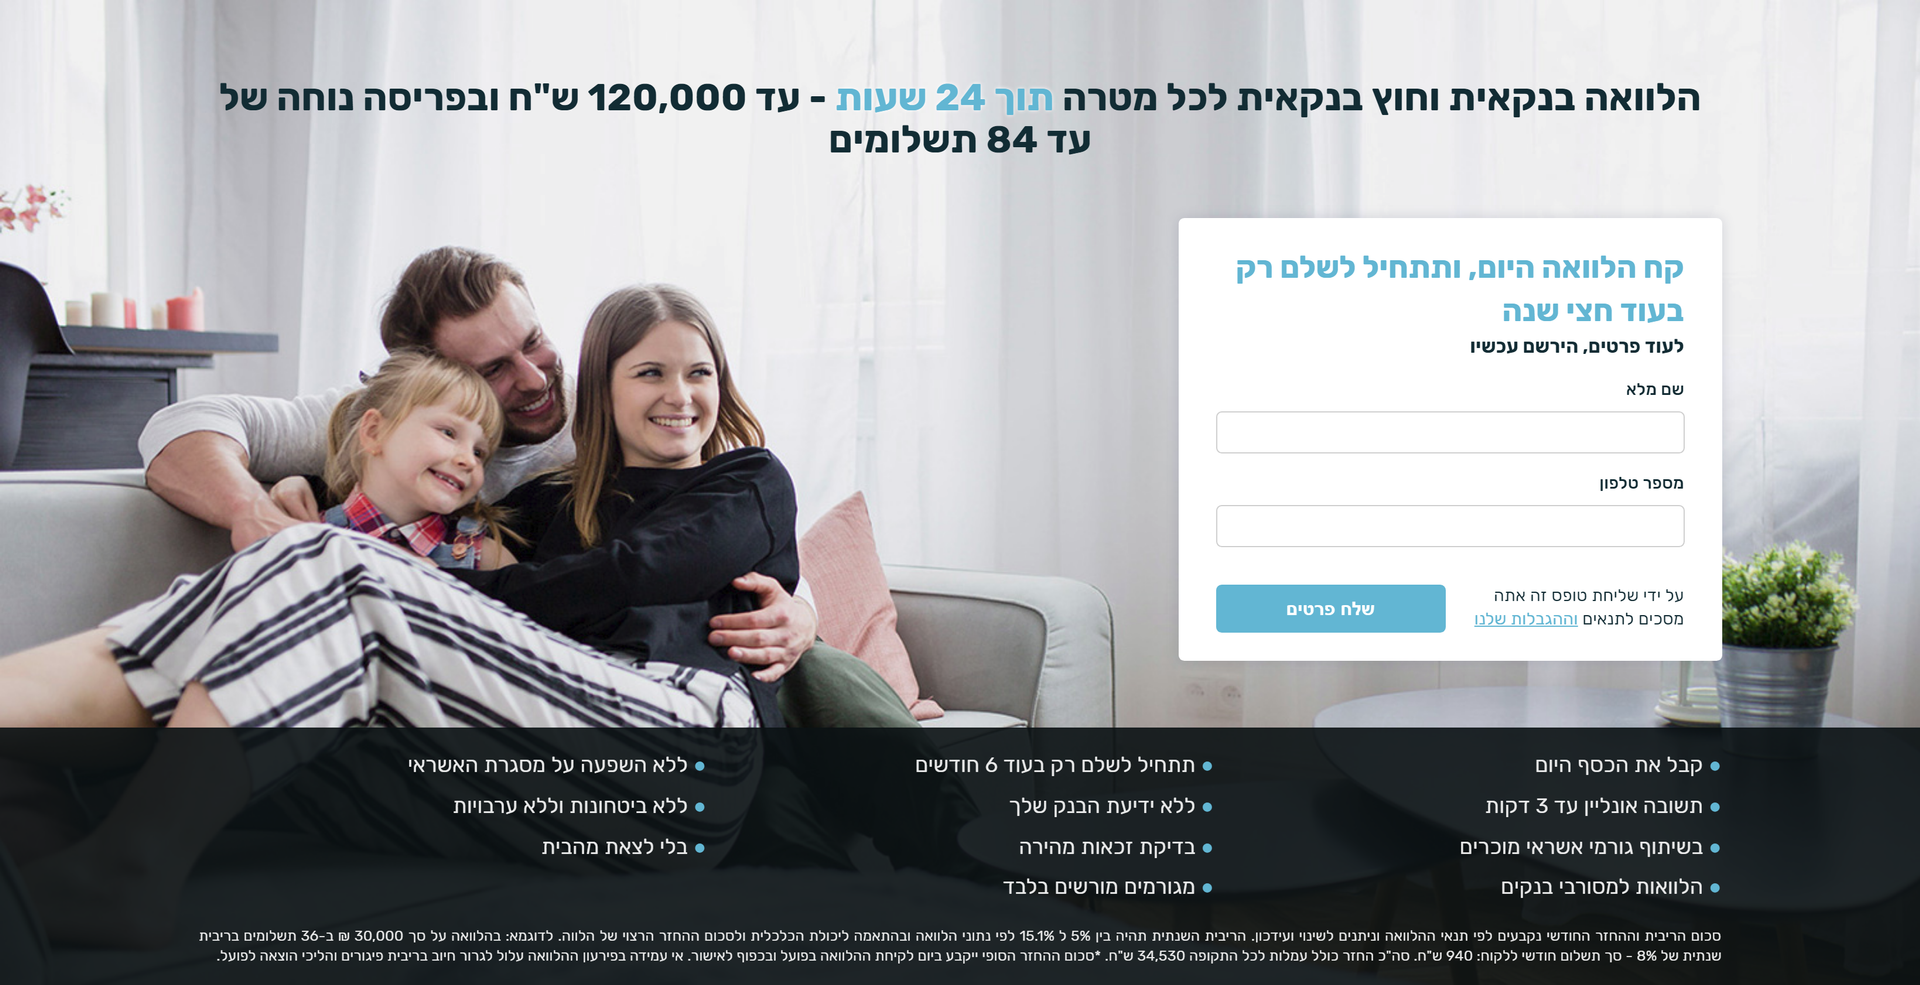 הלוואה בנקאית וחוץ בנקאית לכל מטרה תוך 24 שעות - עד 120,000 ש"ח ובפריסה נוחה של
עד 84 תשלומים
קח הלוואה היום, ותתחיל לשלם רק
בעוד חצי שנה
לעוד פרטים, הירשם עכשיו
שם מלא
מספר טלפון
על ידי שליחת טופס זה אתה
מסכים לתנאים וההגבלות שלנו
שלח פרטים
קבל את הכסף היום
תשובה אונליין עד 3 דקות
בשיתוף גורמי אשראי מוכרים
הלוואות למסורבי בנקים
תתחיל לשלם רק בעוד 6 חודשים
ללא ידיעת הבנק שלך
בדיקת זכאות מהירה
מגורמים מורשים בלבד
ללא השפעה על מסגרת האשראי
ללא ביטחונות וללא ערבויות
בלי לצאת מהבית
סכום הריבית וההחזר החודשי נקבעים לפי תנאי ההלוואה וניתנים לשינוי ועידכון. הריבית השנתית תהיה בין 5% ל 15.1% לפי נתוני הלוואה ובהתאמה ליכולת הכלכלית ולסכום ההחזר הרצוי של הלווה. לדוגמא: בהלוואה על סך 30,000 ₪ ב-36 תשלומים בריבית
שנתית של 8% - סך תשלום חודשי ללקוח: 940 ש"ח. סה"כ החזר כולל עמלות לכל התקופה 34,530 ש"ח. *סכום ההחזר הסופי ייקבע ביום לקיחת ההלוואה בפועל ובכפוף לאישור. אי עמידה בפירעון ההלוואה עלול לגרור חיוב בריבית פיגורים והליכי הוצאה לפועל.